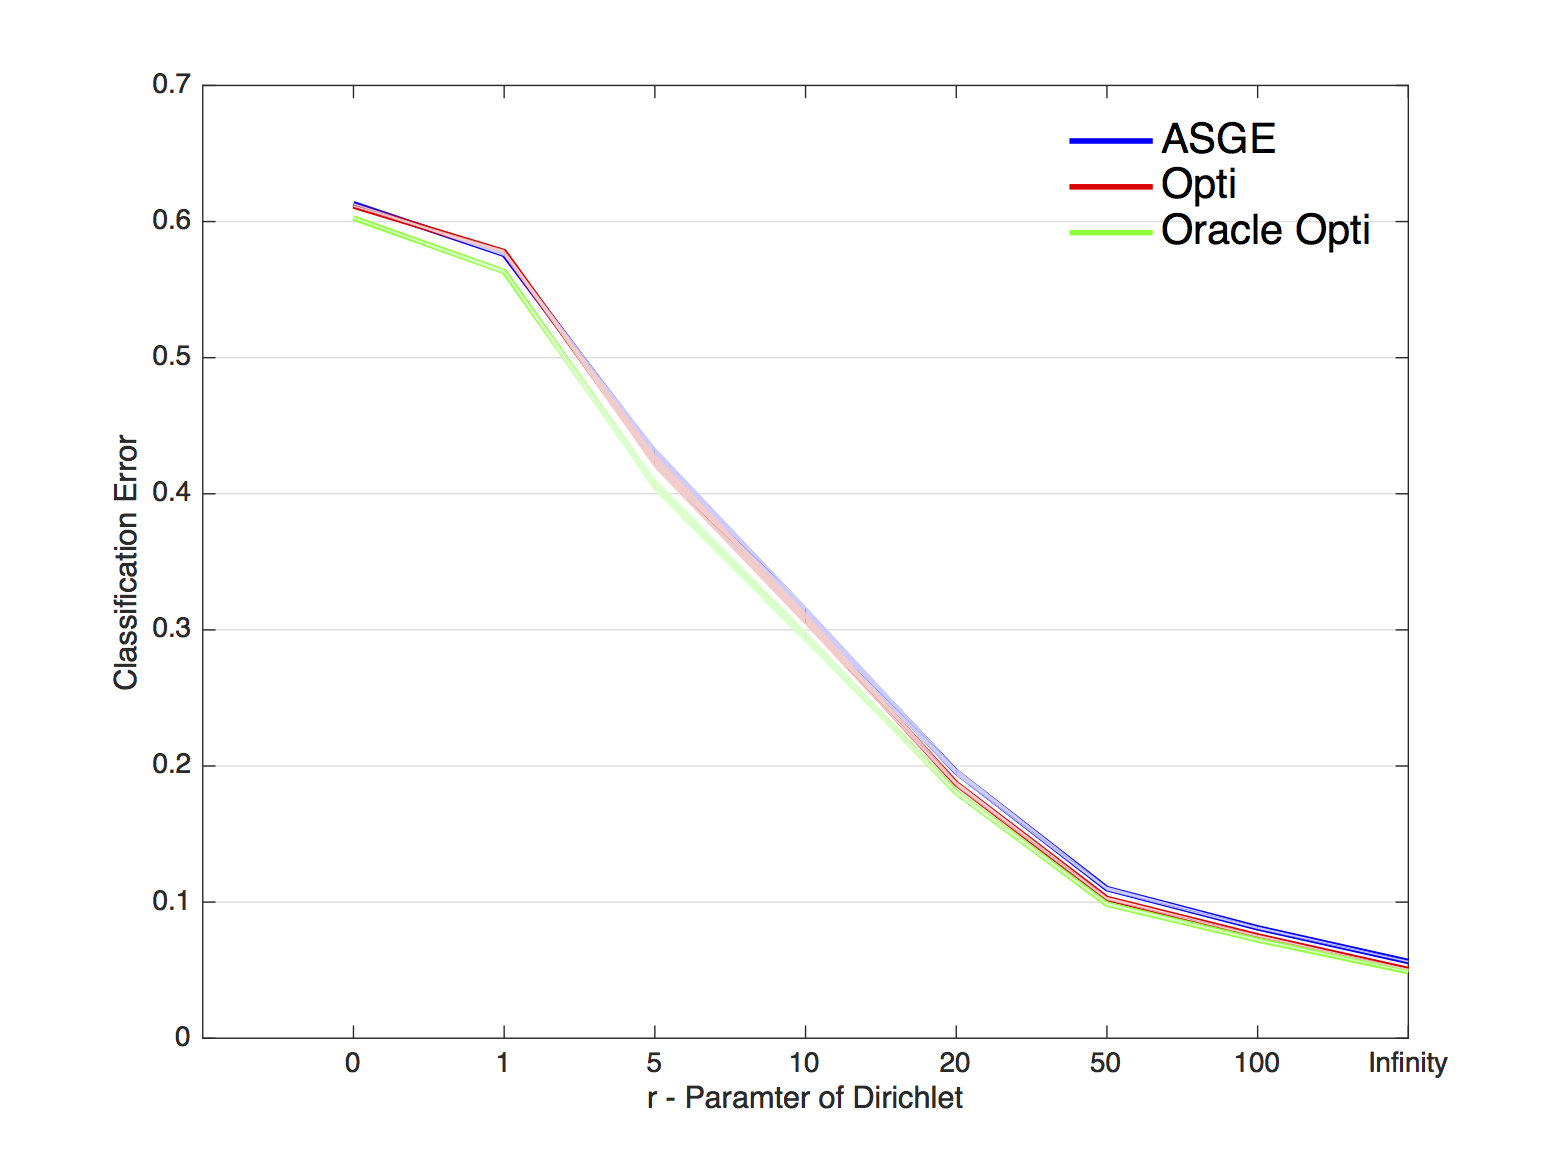 0.7
0.6
0.5
0.4
0.3
0.2
0.1
0
Classification Error
ASGE
Opti
Oracle Opti
0 1 5 10 20 50 100 Infinity
r - Paramter of Dirichlet